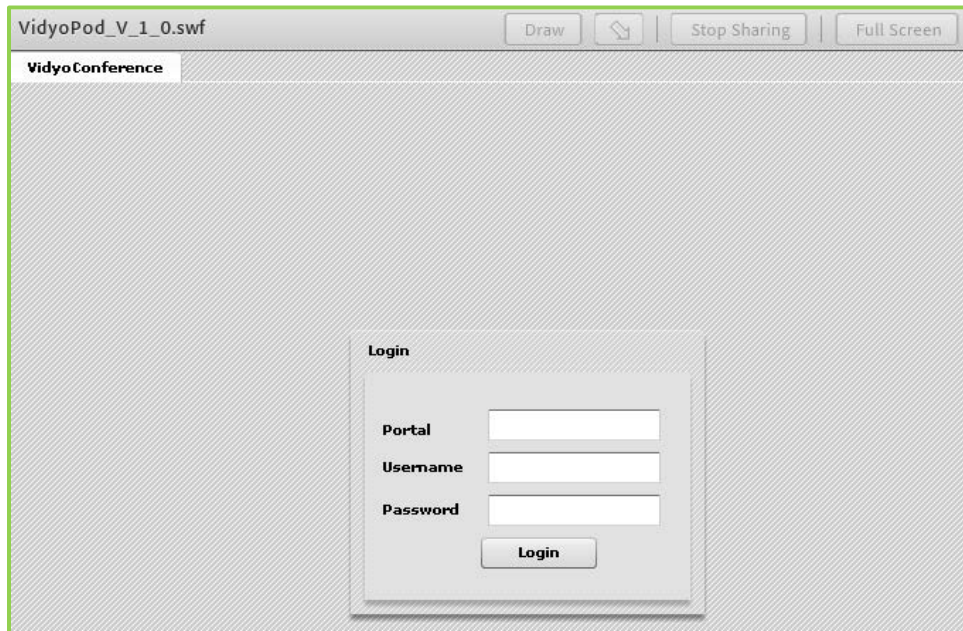 VidyoPod_V_1_0.swf Draw Stop Sharing Full Screen
VidyoConference
Login
Portal
Username
Password
Login